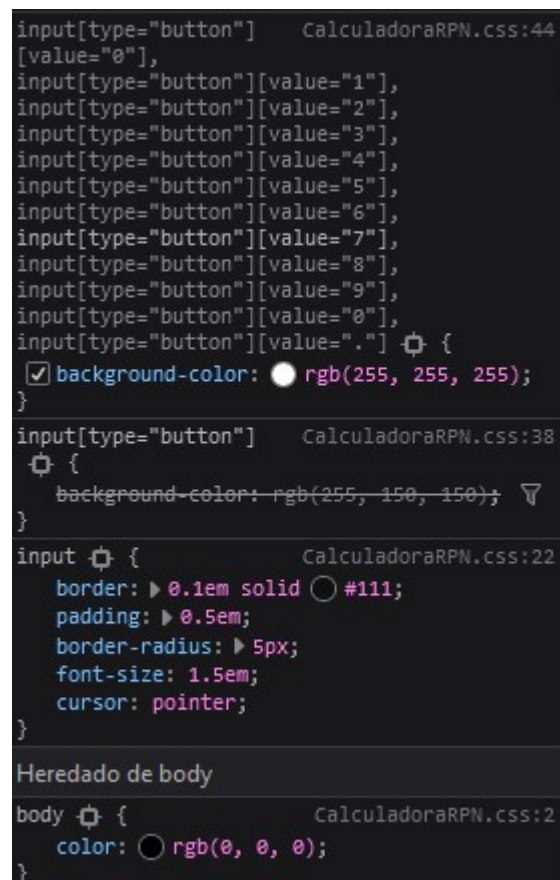 input[type="button"] CalculadoraRPN.css:44
[value="0"],
input[type="button"][value="1"],
input[type="button"][value="2"],
input[type="button"][value="3"],
input[type="button"][value="4"],
input[type="button"][value="5"],
input[type="button"][value="6"],
input[type="button"][value="7"],
input[type="button"][value="8"],
input[type="button"][value="9"],
input[type="button"][value="0"],
input[type="button"][value="."] {
background-color: rgb(255, 255, 255);
}
input[type="button"] CalculadoraRPN.css:38
{
background-color: rgb(255, 150, 150);
}
input { CalculadoraRPN.css:22
border: 0.1em solid #111;
padding: 0.5em;
border-radius: 5px;
font-size: 1.5em;
cursor: pointer;
}
Heredado de body
body { CalculadoraRPN.css:2
color: rgb(0, 0, 0);
}